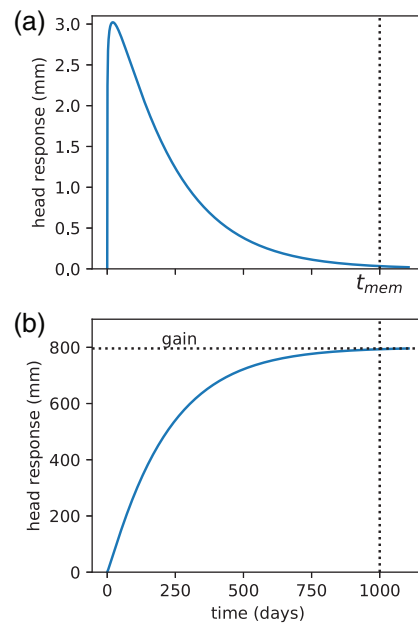 (a)
3.0
2.5
2.0
1.5
1.0
0.5
0.0
head response (mm)
t_mem
(b)
gain
800
600
400
200
0
head response (mm)
0 250 500 750 1000
time (days)